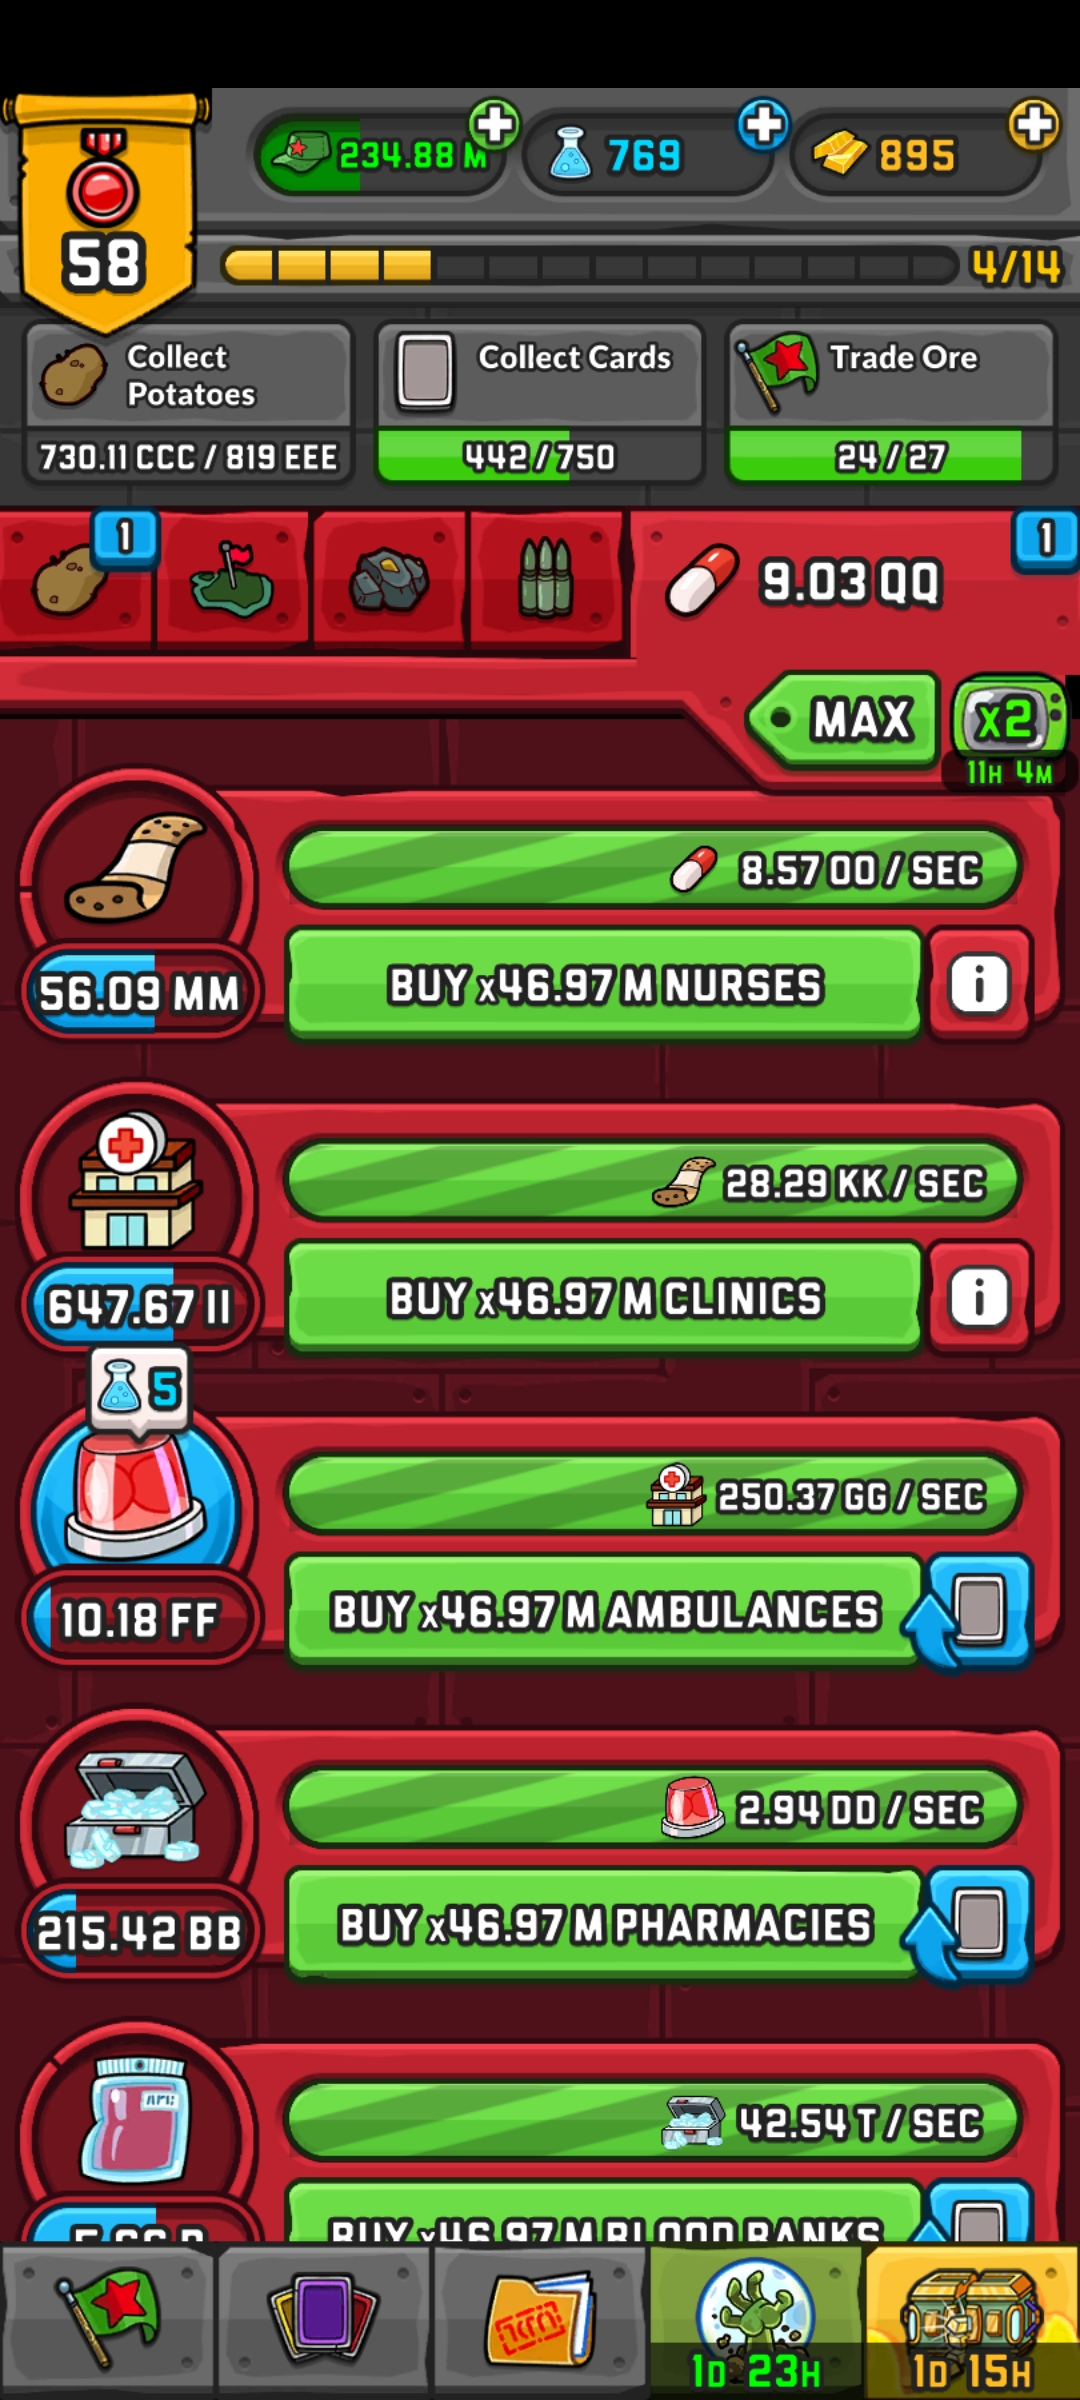 58
234.88 M
769
895
4/14
Collect Potatoes
730.11 CCC / 819 EEE
Collect Cards
442 / 750
Trade Ore
24 / 27
1
9.03 QQ
1
MAX
x2
11H 4M
8.57 OO / SEC
56.09 MM
BUY x46.97 M NURSES
i
28.29 KK / SEC
647.67 II
BUY x46.97 M CLINICS
i
5
250.37 GG / SEC
10.18 FF
BUY x46.97 M AMBULANCES
2.94 DD / SEC
215.42 BB
BUY x46.97 M PHARMACIES
42.54 T / SEC
BUY x46.97 M BLOOD BANKS
1D 23H
1D 15H